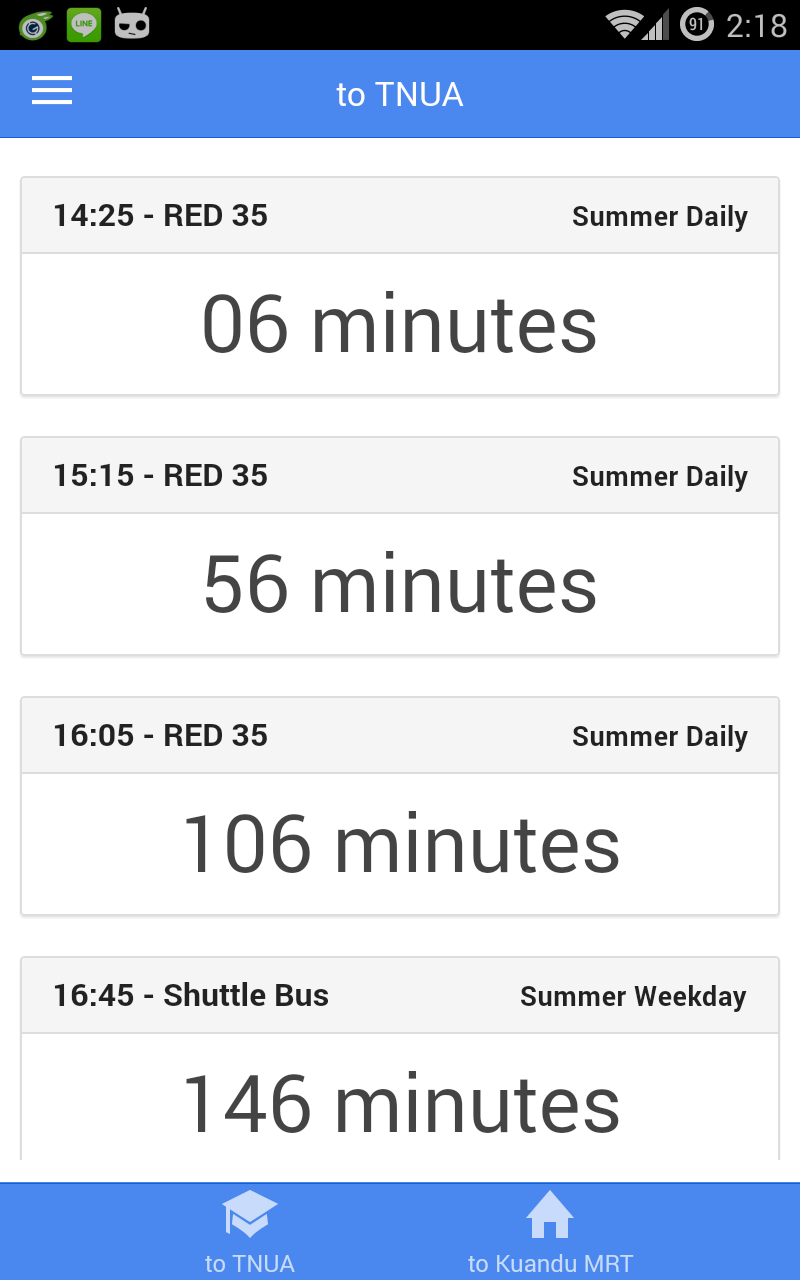 LINE 91 2:18
to TNUA
14:25 - RED 35 Summer Daily
06 minutes
15:15 - RED 35 Summer Daily
56 minutes
16:05 - RED 35 Summer Daily
106 minutes
16:45 - Shuttle Bus Summer Weekday
146 minutes
to TNUA to Kuandu MRT